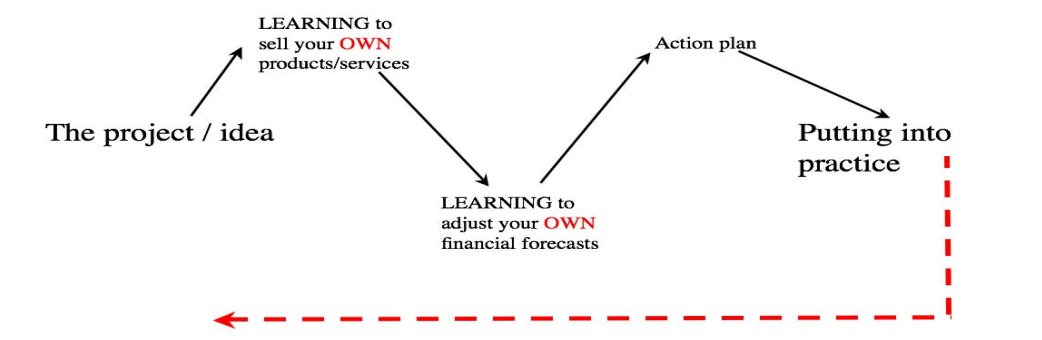 The project / idea
LEARNING to
sell your OWN
products/services
LEARNING to
adjust your OWN
financial forecasts
Action plan
Putting into
practice